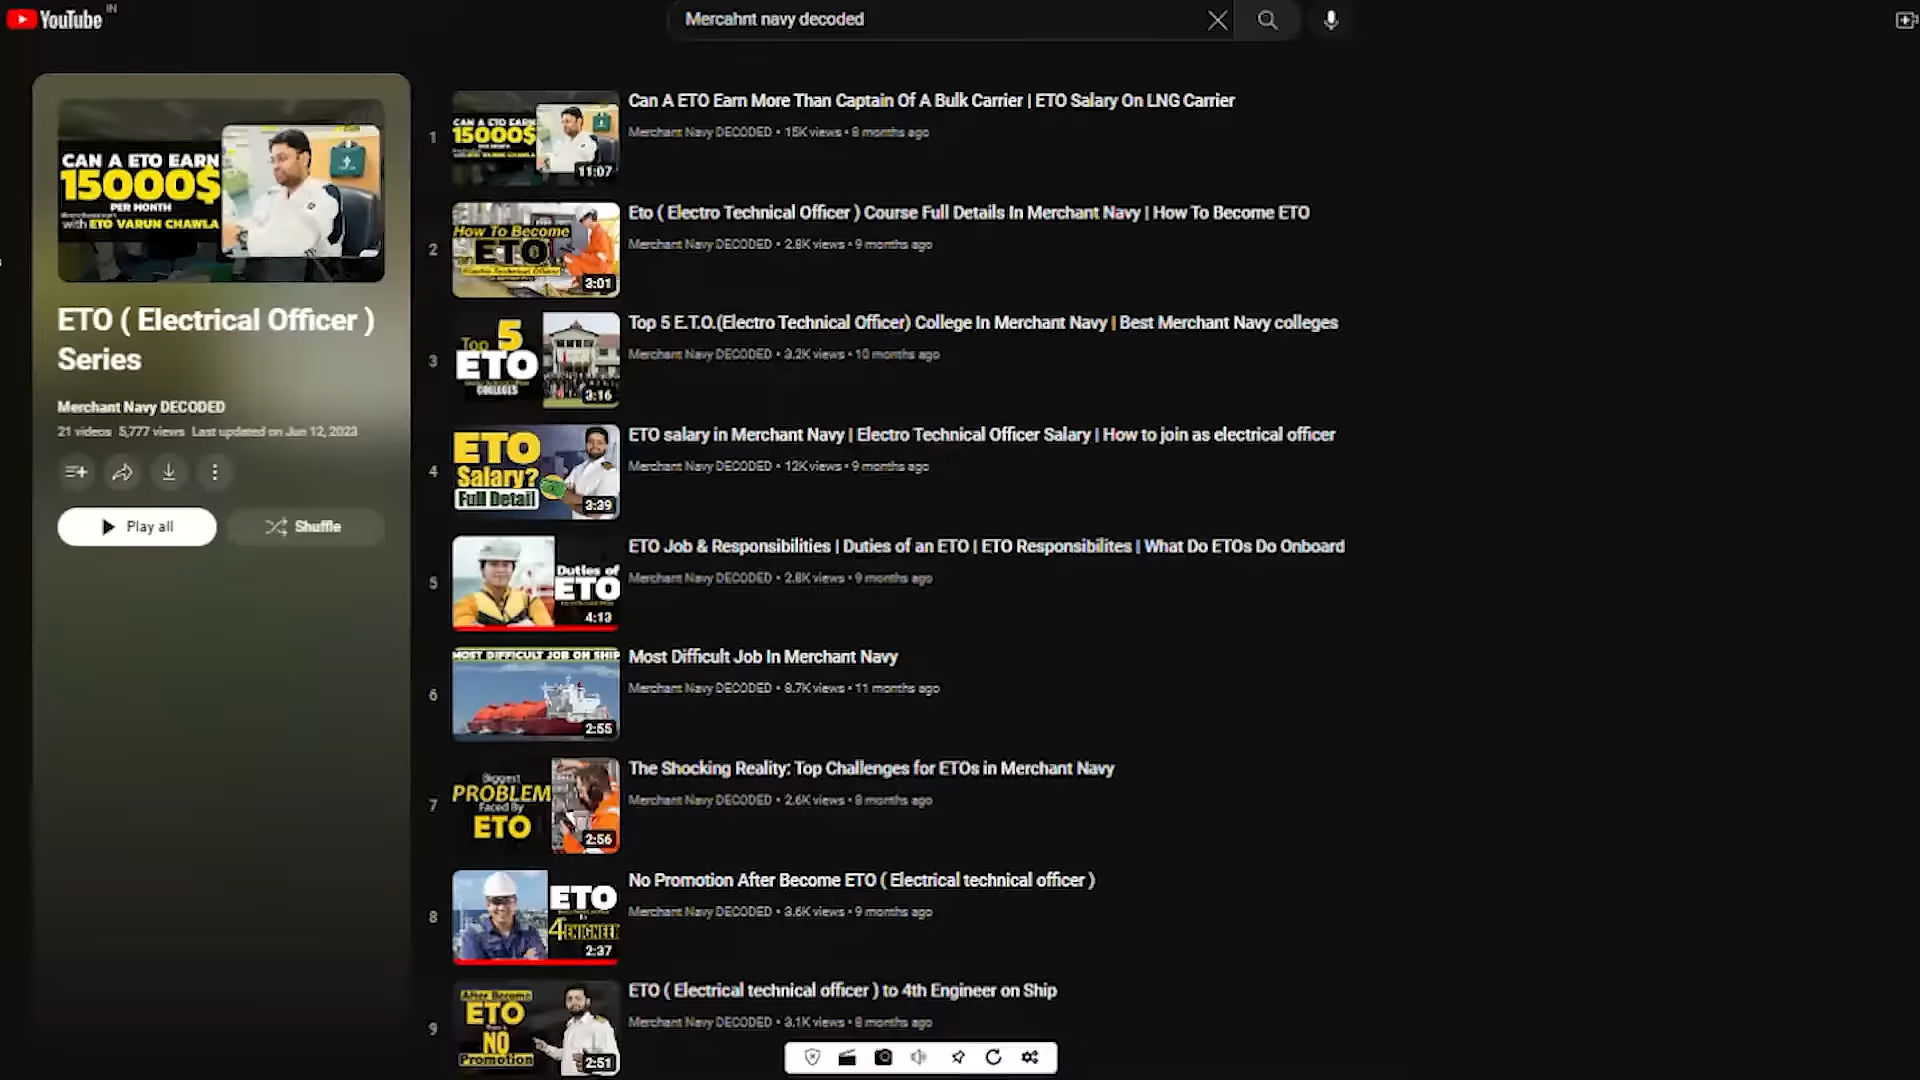 YouTube IN
Mercahnt navy decoded
CAN A ETO EARN
15000$
PER MONTH
with ETO VARUN CHAWLA
ETO ( Electrical Officer )
Series
Merchant Navy DECODED
21 videos 5,777 views Last updated on Jun 12, 2023
Play all
Shuffle
1
CAN A ETO EARN
15000$
11:07
Can A ETO Earn More Than Captain Of A Bulk Carrier | ETO Salary On LNG Carrier
Merchant Navy DECODED • 15K views • 8 months ago
2
How To Become
ETO
3:01
Eto ( Electro Technical Officer ) Course Full Details In Merchant Navy | How To Become ETO
Merchant Navy DECODED • 2.8K views • 9 months ago
3
Top 5
ETO
COLLEGES
3:16
Top 5 E.T.O.(Electro Technical Officer) College In Merchant Navy | Best Merchant Navy colleges
Merchant Navy DECODED • 3.2K views • 10 months ago
4
ETO
Salary?
Full Detail
3:39
ETO salary in Merchant Navy | Electro Technical Officer Salary | How to join as electrical officer
Merchant Navy DECODED • 12K views • 9 months ago
5
Duties of
ETO
4:13
ETO Job & Responsibilities | Duties of an ETO | ETO Responsibilites | What Do ETOs Do Onboard
Merchant Navy DECODED • 2.8K views • 9 months ago
6
MOST DIFFICULT JOB ON SHIP
2:55
Most Difficult Job In Merchant Navy
Merchant Navy DECODED • 8.7K views • 11 months ago
7
Biggest
PROBLEM
Faced By
ETO
2:56
The Shocking Reality: Top Challenges for ETOs in Merchant Navy
Merchant Navy DECODED • 2.6K views • 8 months ago
8
ETO
4 ENIGNEER
2:37
No Promotion After Become ETO ( Electrical technical officer )
Merchant Navy DECODED • 3.6K views • 9 months ago
9
After Become
ETO
NO
Promotion
2:51
ETO ( Electrical technical officer ) to 4th Engineer on Ship
Merchant Navy DECODED • 3.1K views • 8 months ago